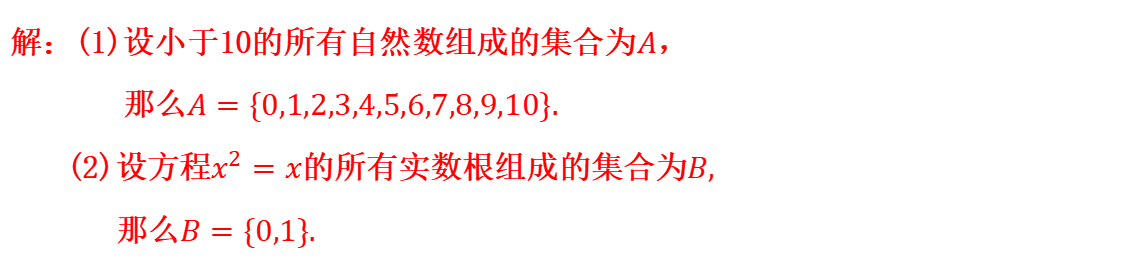 解：(1)设小于10的所有自然数组成的集合为A，
那么A = {0,1,2,3,4,5,6,7,8,9,10}.
(2)设方程x² = x的所有实数根组成的集合为B,
那么B = {0,1}.